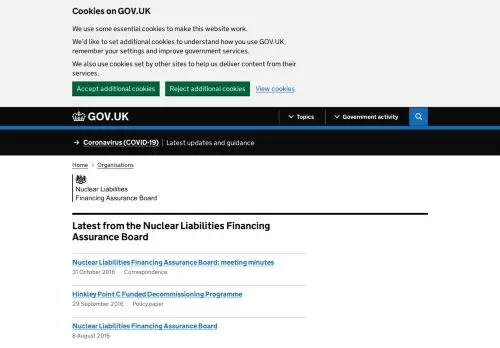 Cookies on GOV.UK
We use some essential cookies to make this website work.
We'd like to set additional cookies to understand how you use GOV.UK,
remember your settings and improve government services.
We also use cookies set by other sites to help us deliver content from their
services.
Accept additional cookies Reject additional cookies View cookies
GOV.UK Topics Government activity
→ Coronavirus (COVID-19) Latest updates and guidance
Home > Organisations
Nuclear Liabilities
Financing Assurance Board
Latest from the Nuclear Liabilities Financing
Assurance Board
Nuclear Liabilities Financing Assurance Board: meeting minutes
31 October 2016 Correspondence
Hinkley Point C Funded Decommissioning Programme
29 September 2016 Policy paper
Nuclear Liabilities Financing Assurance Board
8 August 2016